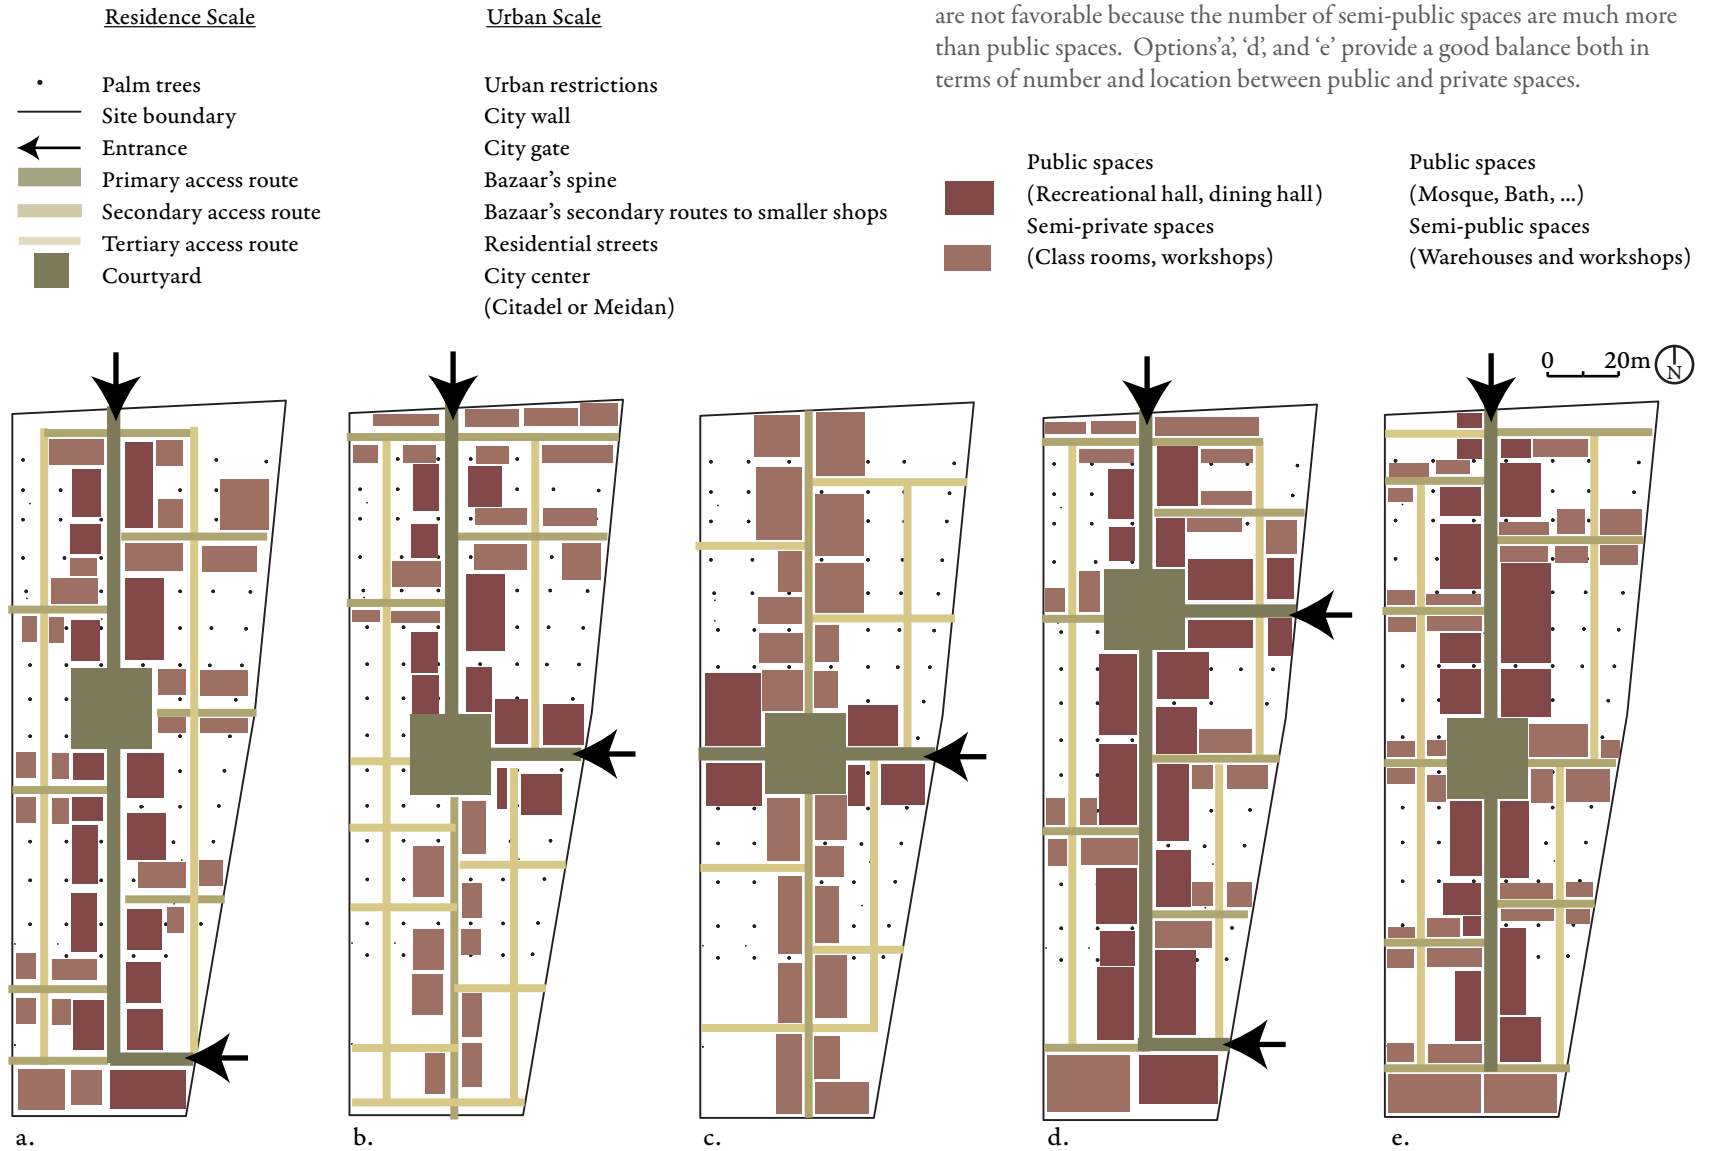 Residence Scale
Urban Scale
are not favorable because the number of semi-public spaces are much more
than public spaces. Options’a’, ‘d’, and ‘e’ provide a good balance both in
terms of number and location between public and private spaces.
Palm trees
Urban restrictions
Site boundary
City wall
Entrance
City gate
Primary access route
Bazaar’s spine
Secondary access route
Bazaar’s secondary routes to smaller shops
Tertiary access route
Residential streets
Courtyard
City center
(Citadel or Meidan)
Public spaces
(Recreational hall, dining hall)
Semi-private spaces
(Class rooms, workshops)
Public spaces
(Mosque, Bath, ...)
Semi-public spaces
(Warehouses and workshops)
0 20m
N
a.
b.
c.
d.
e.